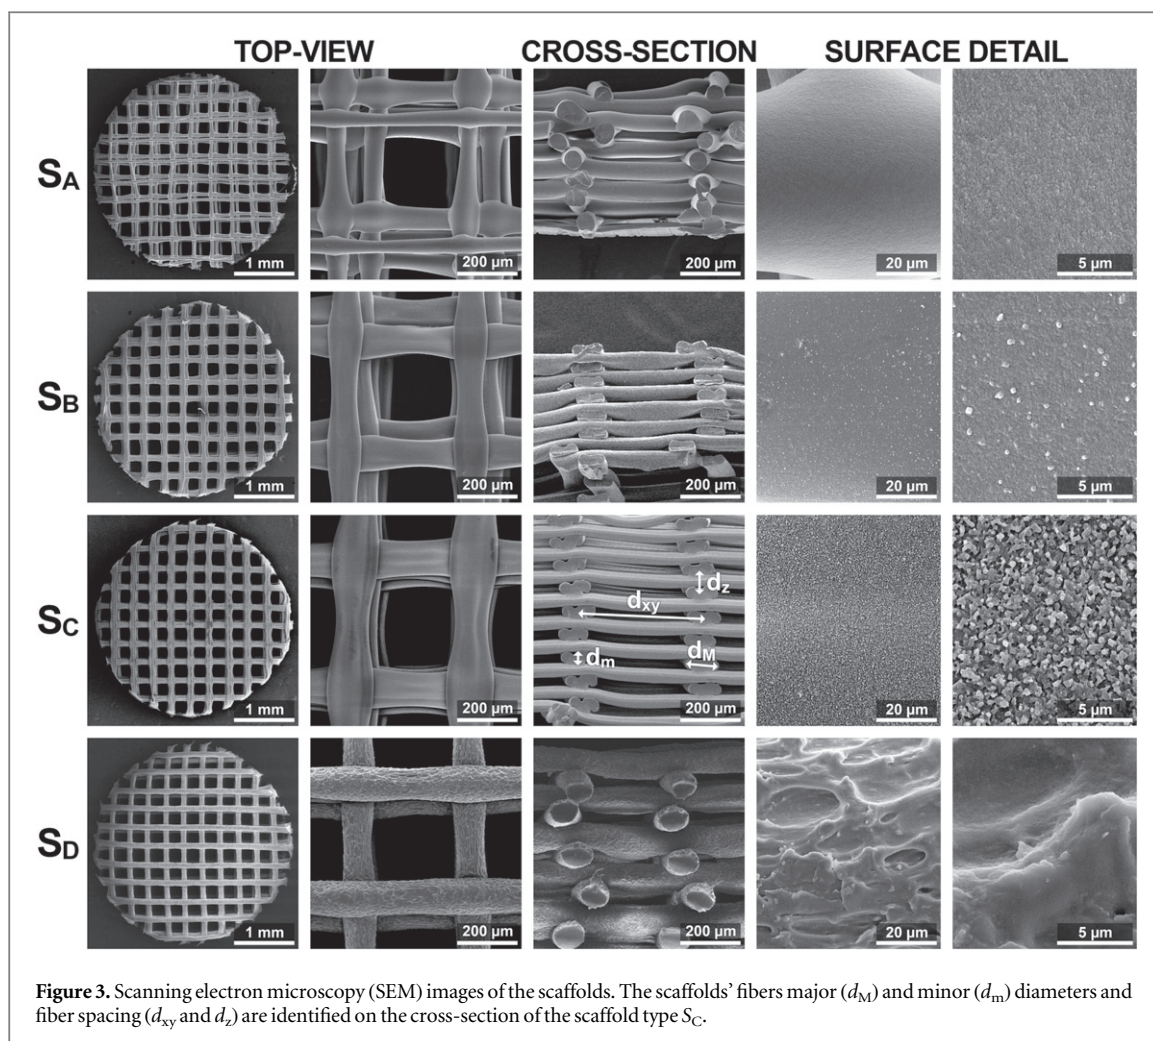 TOP-VIEW CROSS-SECTION SURFACE DETAIL
SA
1 mm 200 µm 200 µm 20 µm 5 µm
SB
1 mm 200 µm 200 µm 20 µm 5 µm
SC
dz
dxy
dm dM
1 mm 200 µm 200 µm 20 µm 5 µm
SD
1 mm 200 µm 200 µm 20 µm 5 µm
Figure 3. Scanning electron microscopy (SEM) images of the scaffolds. The scaffolds’ fibers major (dM) and minor (dm) diameters and
fiber spacing (dxy and dz) are identified on the cross-section of the scaffold type SC.